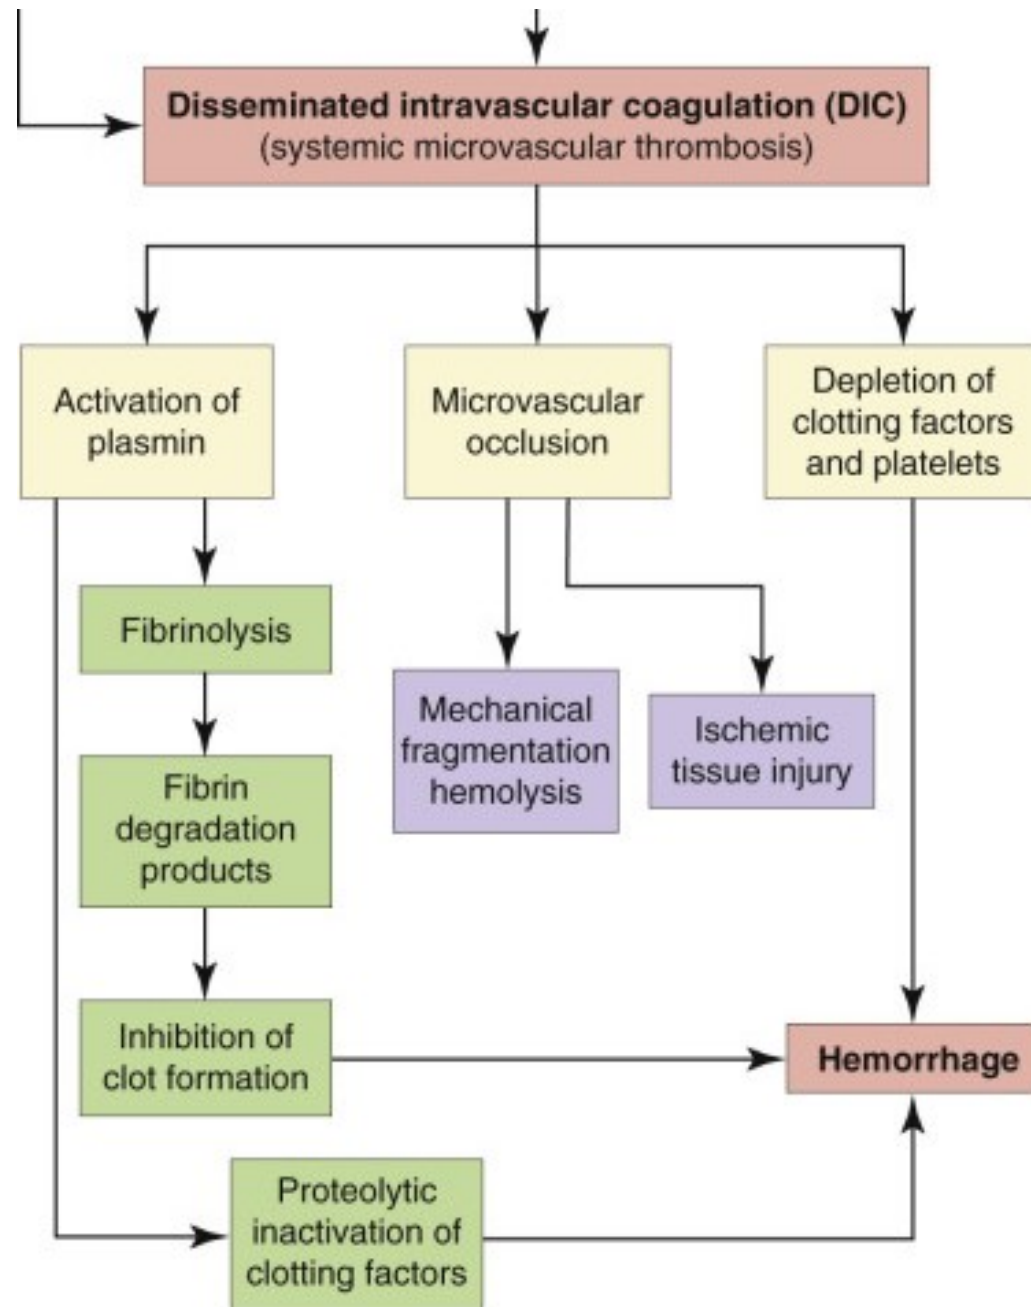 Disseminated intravascular coagulation (DIC)
(systemic microvascular thrombosis)
Activation of
plasmin
Microvascular
occlusion
Depletion of
clotting factors
and platelets
Fibrinolysis
Mechanical
fragmentation
hemolysis
Ischemic
tissue injury
Fibrin
degradation
products
Inhibition of
clot formation
Hemorrhage
Proteolytic
inactivation of
clotting factors